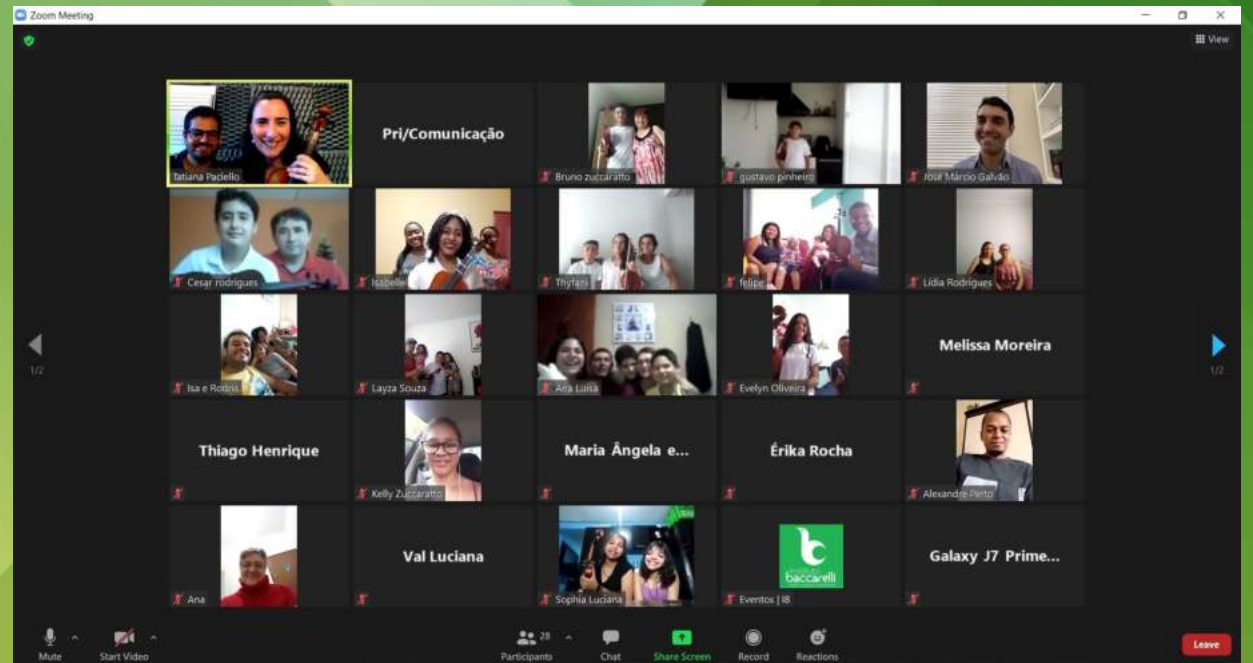 Zoom Meeting
View
Tatiana Paciello
Pri/Comunicação
Bruno zuccaratto
gustavo pinheiro
José Márcio Galvão
Cesar rodrigues
Isabelle
Thyfani
felipe
Lídia Rodrigues
Isa e
Layza Souza
Ana Luisa
Evelyn Oliveira
Melissa Moreira
Thiago Henrique
Kelly Zuccaratto
Maria Ângela e...
Érika Rocha
Alexandre Pinto
Ana
Val Luciana
Sophia Luciana
baccarelli
Eventos | IB
Galaxy J7 Prime...
1/2
1/2
Mute
Start Video
28
Participants
Chat
Share Screen
Record
Reactions
Leave